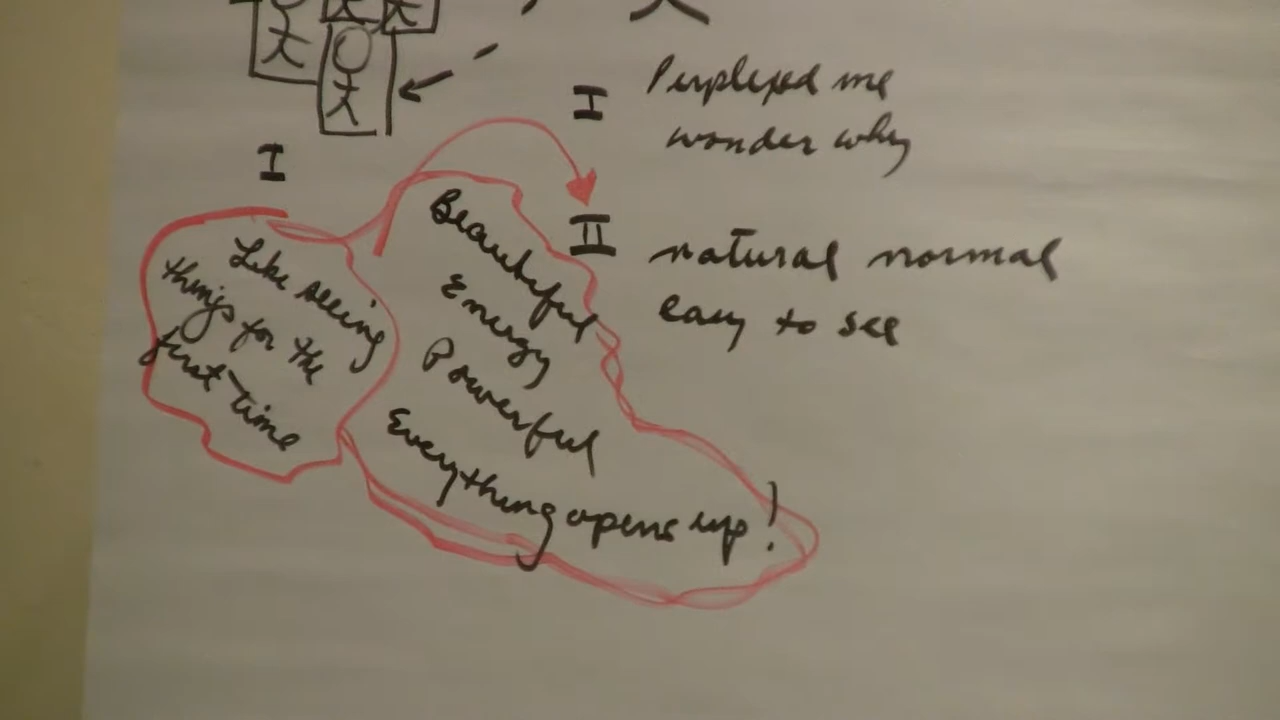 I
Perplexed me
wonder why
I
II
natural normal
easy to see
Like seeing
things for the
first time
Beautiful
Energy
Powerful
Everything opens up!